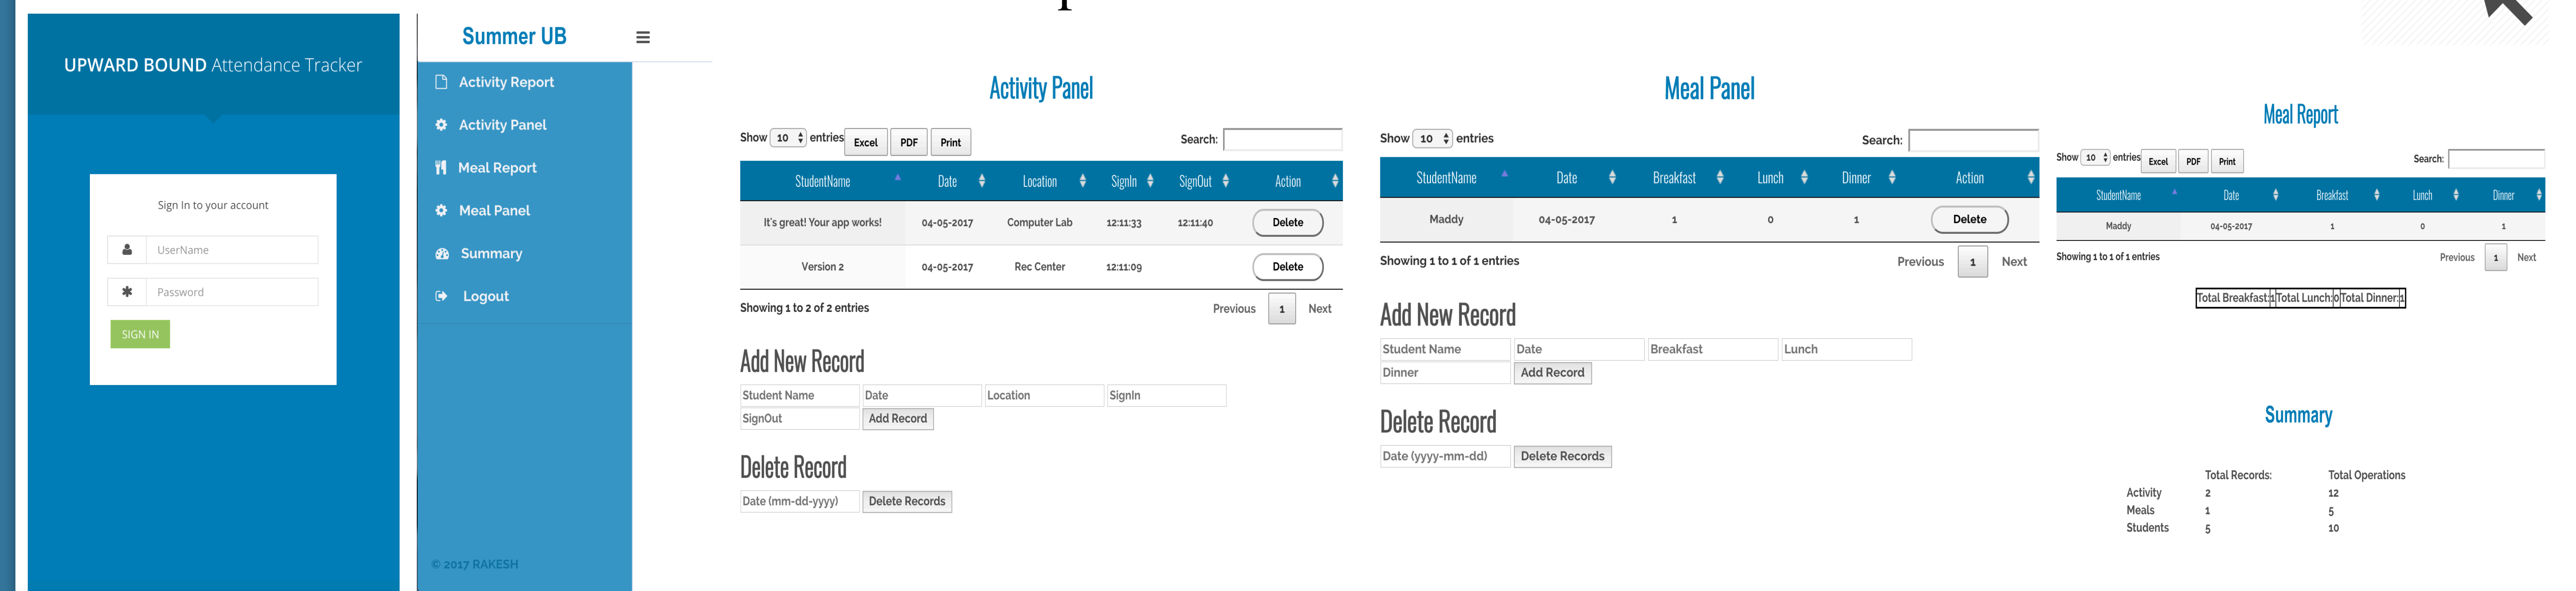 UPWARD BOUND Attendance Tracker
Sign In to your account
UserName
Password
SIGN IN
Summer UB
Activity Report
Activity Panel
Meal Report
Meal Panel
Summary
Logout
© 2017 RAKESH
Activity Panel
Show 10 entries Excel PDF Print Search:
StudentName Date Location SignIn SignOut Action
It's great! Your app works! 04-05-2017 Computer Lab 12:11:33 12:11:40 Delete
Version 2 04-05-2017 Rec Center 12:11:09 Delete
Showing 1 to 2 of 2 entries Previous 1 Next
Add New Record
Student Name Date Location SignIn
SignOut Add Record
Delete Record
Date (mm-dd-yyyy) Delete Records
Meal Panel
Show 10 entries Search:
StudentName Date Breakfast Lunch Dinner Action
Maddy 04-05-2017 1 0 1 Delete
Showing 1 to 1 of 1 entries Previous 1 Next
Add New Record
Student Name Date Breakfast Lunch
Dinner Add Record
Delete Record
Date (yyyy-mm-dd) Delete Records
Meal Report
Show 10 entries Excel PDF Print Search:
StudentName Date Breakfast Lunch Dinner
Maddy 04-05-2017 1 0 1
Showing 1 to 1 of 1 entries Previous 1 Next
Total Breakfast:1 Total Lunch:0 Total Dinner:1
Summary
Total Records: Total Operations
Activity 2 12
Meals 1 5
Students 5 10